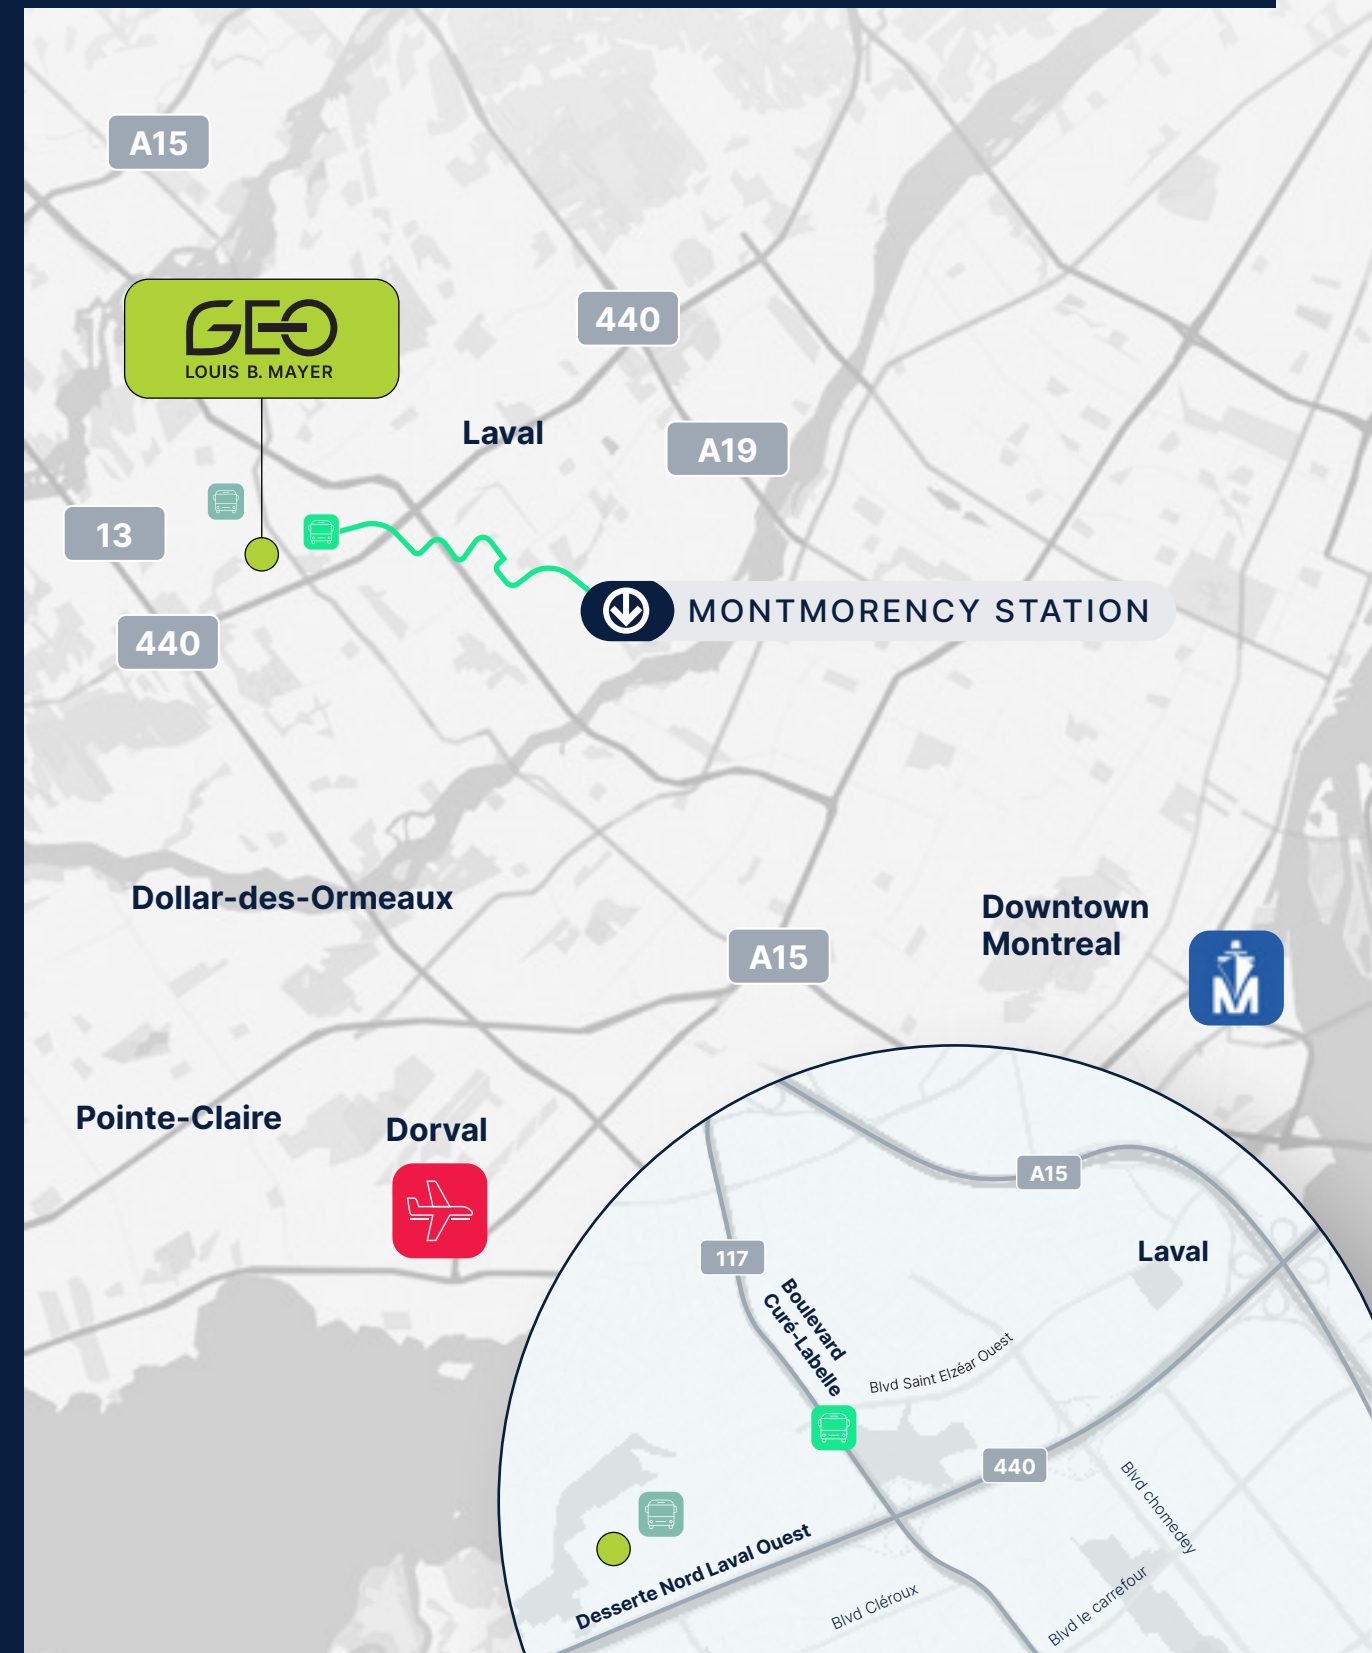 A15
GEO
LOUIS B. MAYER
440
Laval
A19
13
MONTMORENCY STATION
440
Dollar-des-Ormeaux
Downtown
Montreal
M
A15
Pointe-Claire
Dorval
A15
117
Laval
Boulevard
Curé-Labelle
Blvd Saint Elzéar Ouest
440
Blvd chomedey
Desserte Nord Laval Ouest
Blvd Cléroux
Blvd le carrefour